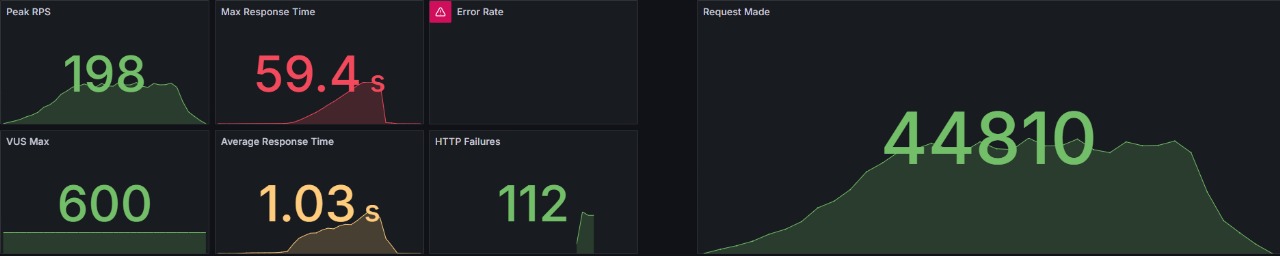 Peak RPS
198
Max Response Time
59.4 s
Error Rate
Request Made
44810
VUS Max
600
Average Response Time
1.03 s
HTTP Failures
112